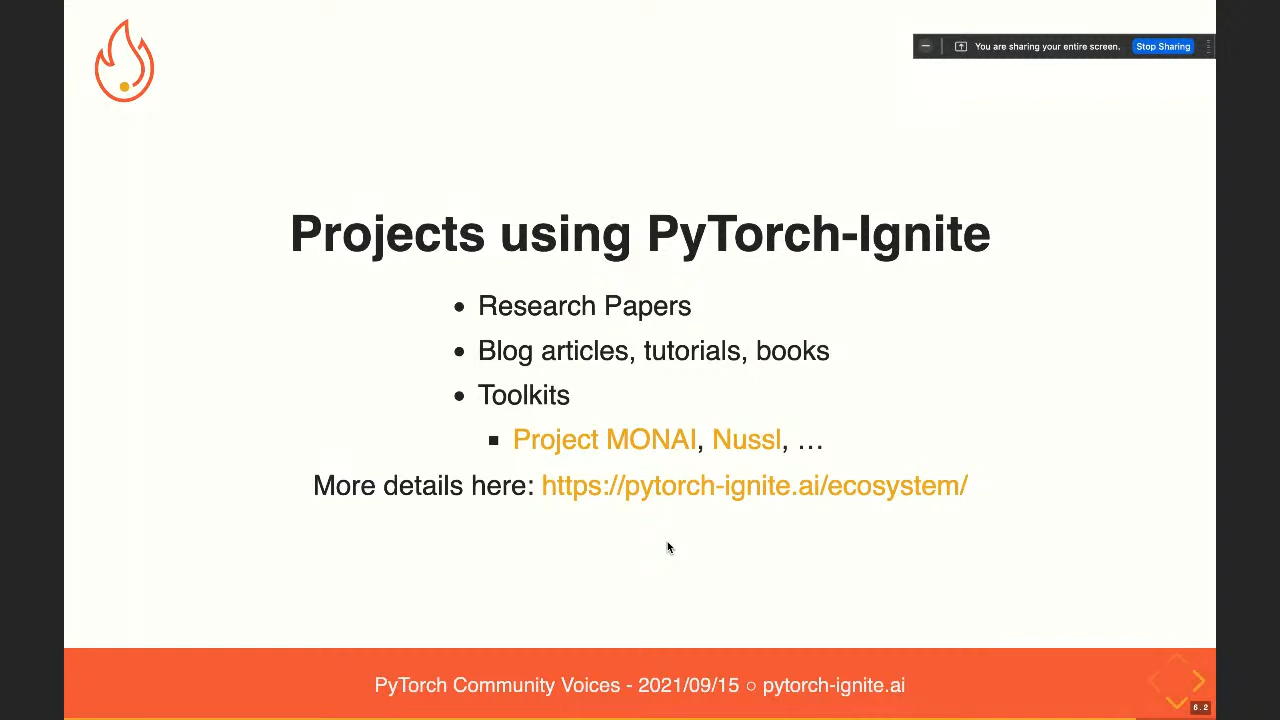 You are sharing your entire screen. Stop Sharing
Projects using PyTorch-Ignite
• Research Papers
• Blog articles, tutorials, books
• Toolkits
▪ Project MONAI, Nussl, …
More details here: https://pytorch-ignite.ai/ecosystem/
PyTorch Community Voices - 2021/09/15 ○ pytorch-ignite.ai
6.2